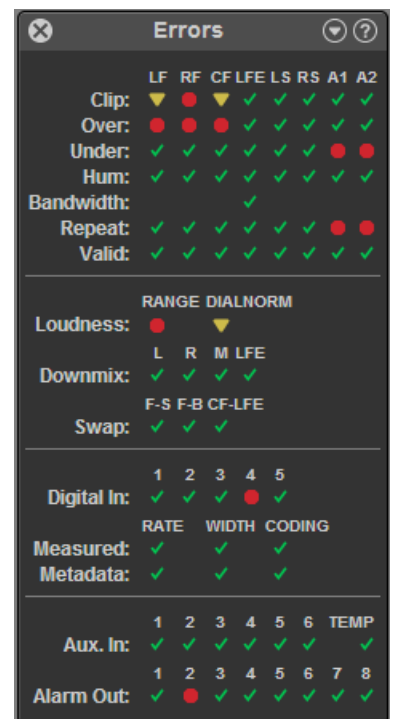 Errors ?
LF RF CF LFE LS RS A1 A2
Clip:
Over:
Under:
Hum:
Bandwidth:
Repeat:
Valid:
RANGE DIALNORM
Loudness:
L R M LFE
Downmix:
F-S F-B CF-LFE
Swap:
1 2 3 4 5
Digital In:
RATE WIDTH CODING
Measured:
Metadata:
1 2 3 4 5 6 TEMP
Aux. In:
1 2 3 4 5 6 7 8
Alarm Out: